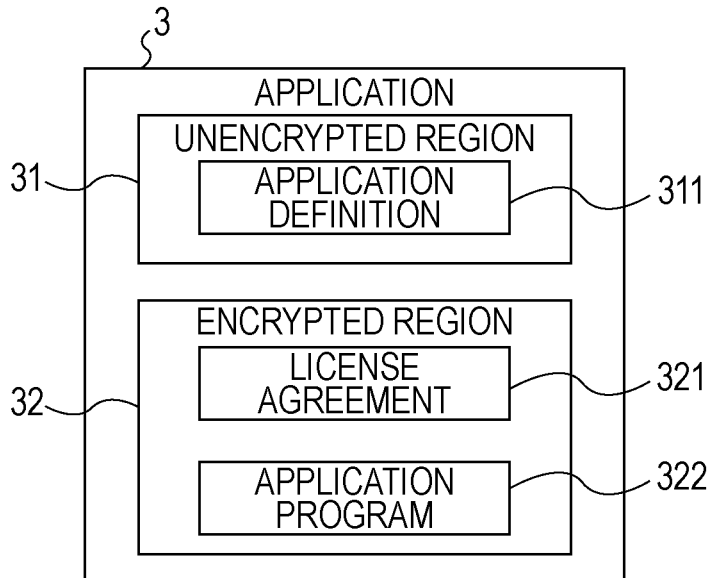 3
APPLICATION
UNENCRYPTED REGION
31
APPLICATION
DEFINITION
311
ENCRYPTED REGION
LICENSE
AGREEMENT
321
32
APPLICATION
PROGRAM
322